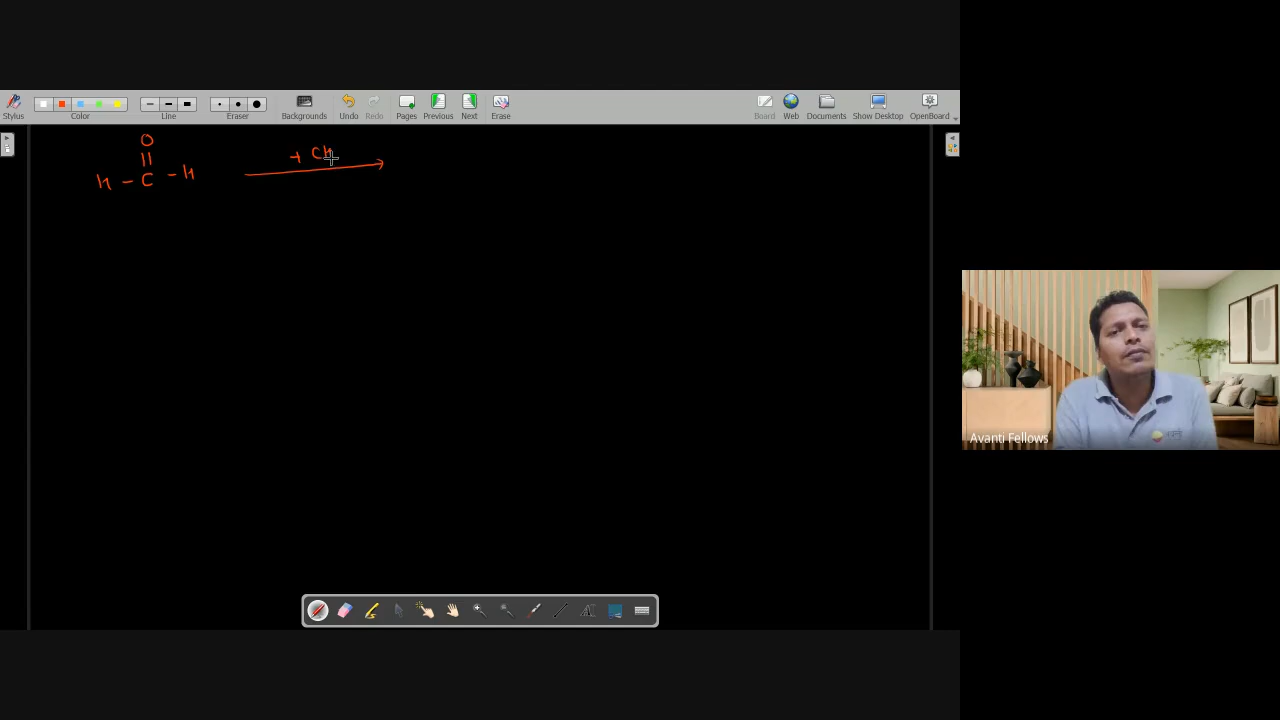 Stylus
Color
Line
Eraser
Backgrounds
Undo
Redo
Pages
Previous
Next
Erase
Board
Web
Documents
Show Desktop
OpenBoard
O
||
H – C – H
+ CH
Avanti Fellows